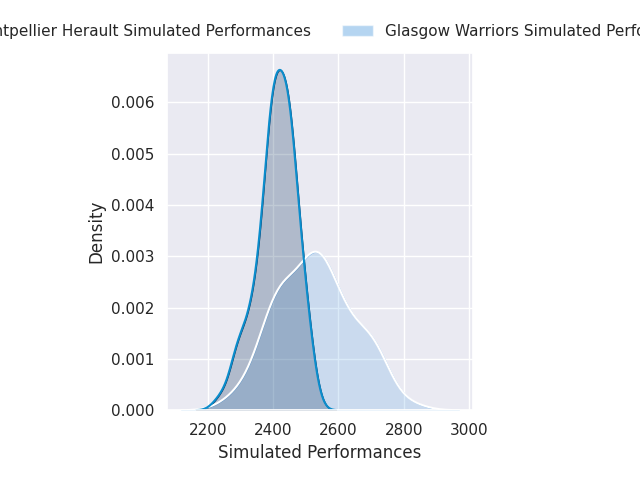 ntpellier Herault Simulated Performances Glasgow Warriors Simulated Perfo
0.006
0.005
0.004
0.003
0.002
0.001
0.000
Density
2200 2400 2600 2800 3000
Simulated Performances